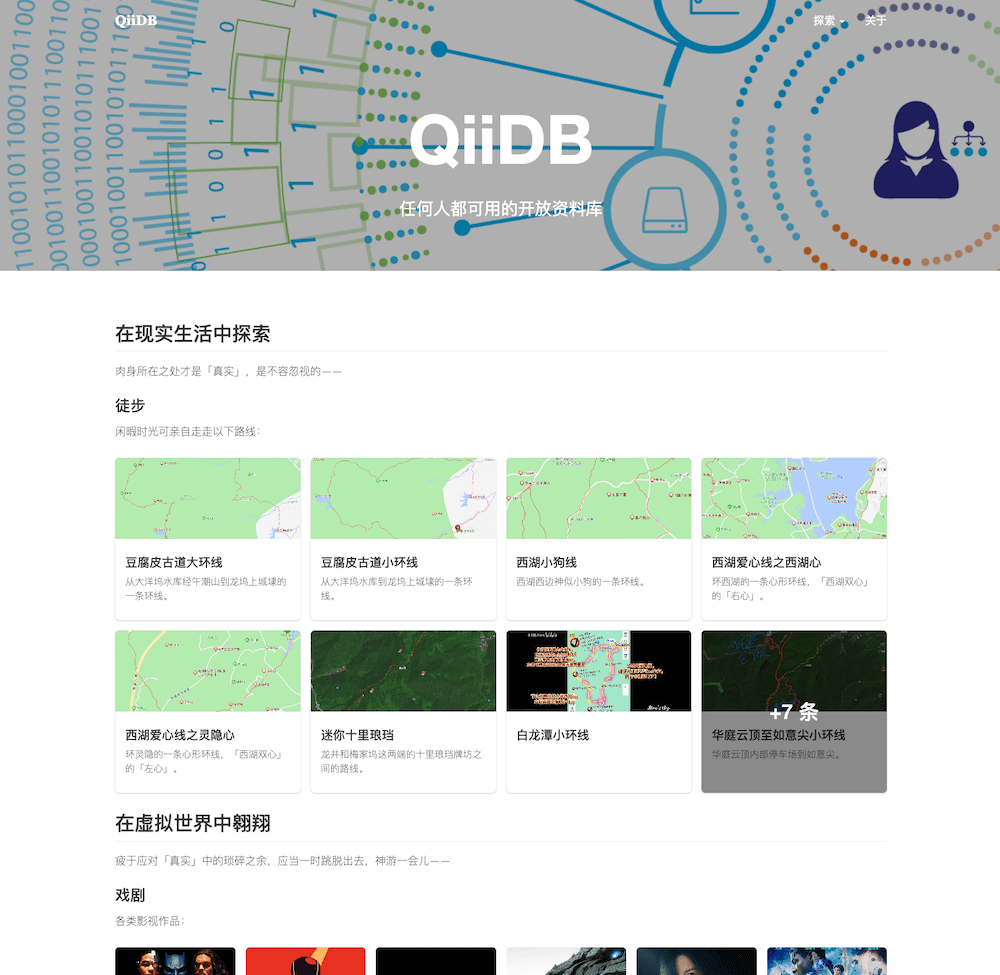 QiiDB
探索
关于
QiiDB
任何人都可用的开放资料库
在现实生活中探索
肉身所在之处才是「真实」，是不容忽视的——
徒步
闲暇时光可亲自走走以下路线：
豆腐皮古道大环线
从大洋坞水库经午潮山到龙坞上城埭的
一条环线。
豆腐皮古道小环线
从大洋坞水库到龙坞上城埭的一条环
线。
西湖小狗线
西湖西边神似小狗的一条环线。
西湖爱心线之西湖心
环西湖的一条心形环线，「西湖双心」
的「右心」。
西湖爱心线之灵隐心
环灵隐的一条心形环线，「西湖双心」
的「左心」。
迷你十里琅珰
龙井和梅家坞这两端的十里琅珰牌坊之
间的路线。
白龙潭小环线
+7 条
华庭云顶至如意尖小环线
华庭云顶内部停车场到如意尖。
在虚拟世界中翱翔
疲于应对「真实」中的琐碎之余，应当一时跳脱出去，神游一会儿——
戏剧
各类影视作品：